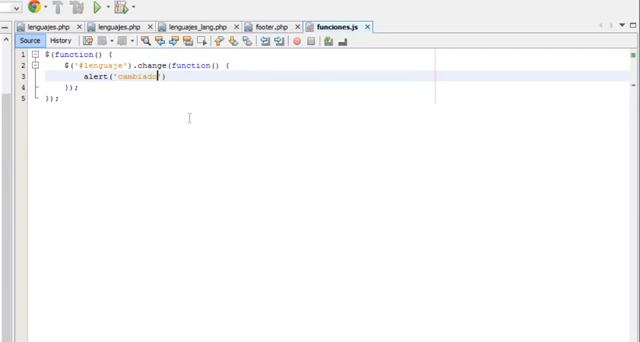 lenguajes.php
lenguajes.php
lenguajes_lang.php
footer.php
funciones.js
Source
History
1 $(function() {
2 $('#lenguaje').change(function() {
3 alert('cambiado')
4 });
5 });